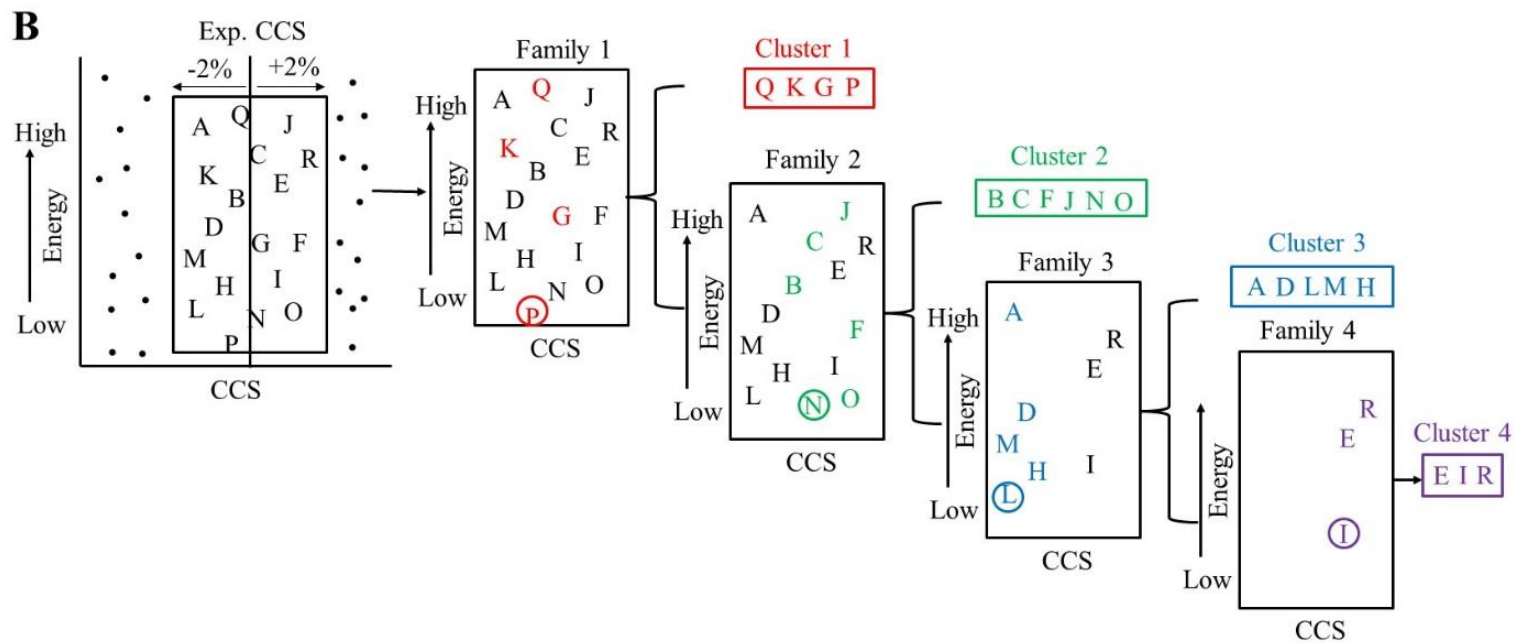 B
Exp. CCS
-2% +2%
High
Energy
Low
A Q J
C R
K E
B
D
G F
M
H I
L N O
P
CCS
Family 1
High
Energy
Low
A Q J
C R
K E
B
D
G F
M
H I
L N O
P
CCS
Cluster 1
Q K G P
Family 2
High
Energy
Low
A J
C R
E
B
D
F
M
H I
L N O
CCS
Cluster 2
B C F J N O
Family 3
High
Energy
Low
A
R
E
D
M
H I
L
CCS
Cluster 3
A D L M H
Family 4
Energy
Low
R
E
I
CCS
Cluster 4
E I R